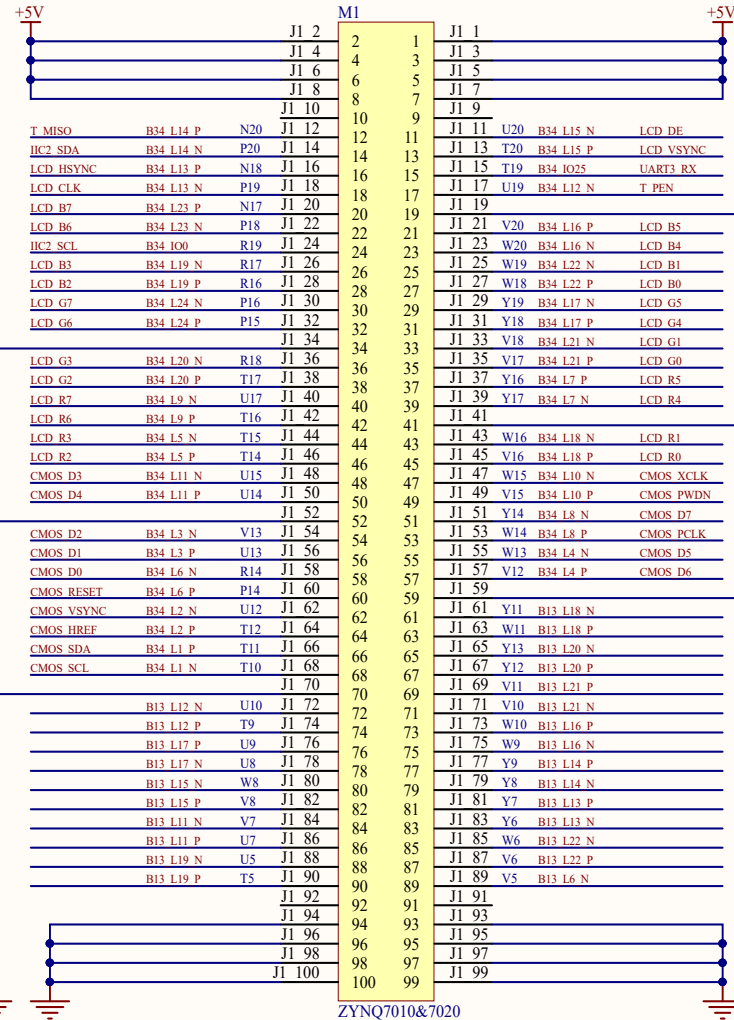 +5V M1 +5V
J1 2 2 1 J1 1
J1 4 4 3 J1 3
J1 6 6 5 J1 5
J1 8 8 7 J1 7
J1 10 10 9 J1 9
T MISO B34 L14 P N20 J1 12 12 11 J1 11 U20 B34 L15 N LCD DE
IIC2 SDA B34 L14 N P20 J1 14 14 13 J1 13 T20 B34 L15 P LCD VSYNC
LCD HSYNC B34 L13 P N18 J1 16 16 15 J1 15 T19 B34 IO25 UART3 RX
LCD CLK B34 L13 P P19 J1 18 18 17 J1 17 U19 B34 L12 N T PEN
LCD B7 B34 L23 P N17 J1 20 20 19 J1 19
LCD B6 B34 L23 N P18 J1 22 22 21 J1 21 V20 B34 L16 P LCD B5
IIC2 SCL B34 IO0 R19 J1 24 24 23 J1 23 W20 B34 L16 N LCD B4
LCD B3 B34 L19 N R17 J1 26 26 25 J1 25 W19 B34 L22 N LCD B1
LCD B2 B34 L19 P R16 J1 28 28 27 J1 27 W18 B34 L22 P LCD B0
LCD G7 B34 L24 N P16 J1 30 30 29 J1 29 Y19 B34 L17 N LCD G5
LCD G6 B34 L24 P P15 J1 32 32 31 J1 31 Y18 B34 L17 P LCD G4
J1 34 34 33 J1 33 V18 B34 L21 N LCD G1
LCD G3 B34 L20 N R18 J1 36 36 35 J1 35 V17 B34 L21 P LCD G0
LCD G2 B34 L20 P T17 J1 38 38 37 J1 37 Y16 B34 L7 P LCD R5
LCD R7 B34 L9 N U17 J1 40 40 39 J1 39 Y17 B34 L7 N LCD R4
LCD R6 B34 L9 P T16 J1 42 42 41 J1 41
LCD R3 B34 L5 N T15 J1 44 44 43 J1 43 W16 B34 L18 N LCD R1
LCD R2 B34 L5 P T14 J1 46 46 45 J1 45 V16 B34 L18 P LCD R0
CMOS D3 B34 L11 N U15 J1 48 48 47 J1 47 W15 B34 L10 N CMOS XCLK
CMOS D4 B34 L11 P U14 J1 50 50 49 J1 49 V15 B34 L10 P CMOS PWDN
J1 52 52 51 J1 51 Y14 B34 L8 N CMOS D7
CMOS D2 B34 L3 N V13 J1 54 54 53 J1 53 W14 B34 L8 P CMOS PCLK
CMOS D1 B34 L3 P U13 J1 56 56 55 J1 55 W13 B34 L4 N CMOS D5
CMOS D0 B34 L6 N R14 J1 58 58 57 J1 57 V12 B34 L4 P CMOS D6
CMOS RESET B34 L6 P P14 J1 60 60 59 J1 59
CMOS VSYNC B34 L2 N U12 J1 62 62 61 J1 61 Y11 B13 L18 N
CMOS HREF B34 L2 P T12 J1 64 64 63 J1 63 W11 B13 L18 P
CMOS SDA B34 L1 P T11 J1 66 66 65 J1 65 Y13 B13 L20 N
CMOS SCL B34 L1 N T10 J1 68 68 67 J1 67 Y12 B13 L20 P
J1 70 70 69 J1 69 V11 B13 L21 P
B13 L12 N U10 J1 72 72 71 J1 71 V10 B13 L21 N
B13 L12 P T9 J1 74 74 73 J1 73 W10 B13 L16 P
B13 L17 P U9 J1 76 76 75 J1 75 W9 B13 L16 N
B13 L17 N U8 J1 78 78 77 J1 77 Y9 B13 L14 P
B13 L15 N W8 J1 80 80 79 J1 79 Y8 B13 L14 N
B13 L15 P V8 J1 82 82 81 J1 81 Y7 B13 L13 P
B13 L11 N V7 J1 84 84 83 J1 83 Y6 B13 L13 N
B13 L11 P U7 J1 86 86 85 J1 85 W6 B13 L22 N
B13 L19 N U5 J1 88 88 87 J1 87 V6 B13 L22 P
B13 L19 P T5 J1 90 90 89 J1 89 V5 B13 L6 N
J1 92 92 91 J1 91
J1 94 94 93 J1 93
J1 96 96 95 J1 95
J1 98 98 97 J1 97
J1 100 100 99 J1 99
ZYNQ7010&7020